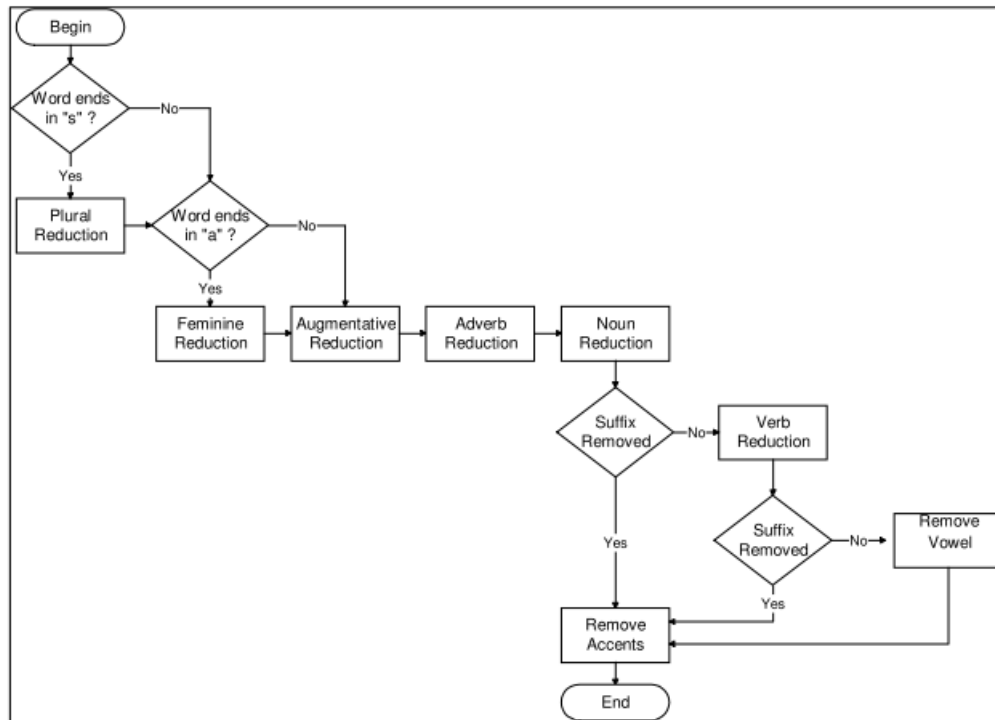 Begin
Word ends
in "s" ?
No
Yes
Plural
Reduction
Word ends
in "a" ?
No
Yes
Feminine
Reduction
Augmentative
Reduction
Adverb
Reduction
Noun
Reduction
Suffix
Removed
No
Verb
Reduction
Yes
Suffix
Removed
No
Remove
Vowel
Yes
Remove
Accents
End